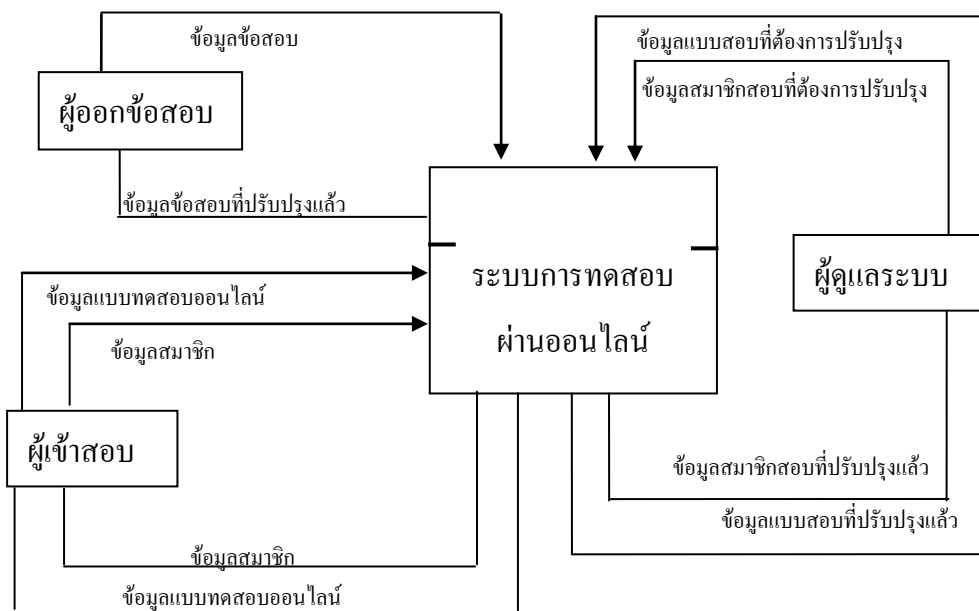 ข้อมูลข้อสอบ
ข้อมูลแบบสอบที่ต้องการปรับปรุง
ข้อมูลสมาชิกสอบที่ต้องการปรับปรุง
ผู้ออกข้อสอบ
ข้อมูลข้อสอบที่ปรับปรุงแล้ว
ระบบการทดสอบ
ผ่านออนไลน์
ผู้ดูแลระบบ
ข้อมูลแบบทดสอบออนไลน์
ข้อมูลสมาชิก
ผู้เข้าสอบ
ข้อมูลสมาชิกสอบที่ปรับปรุงแล้ว
ข้อมูลแบบสอบที่ปรับปรุงแล้ว
ข้อมูลสมาชิก
ข้อมูลแบบทดสอบออนไลน์